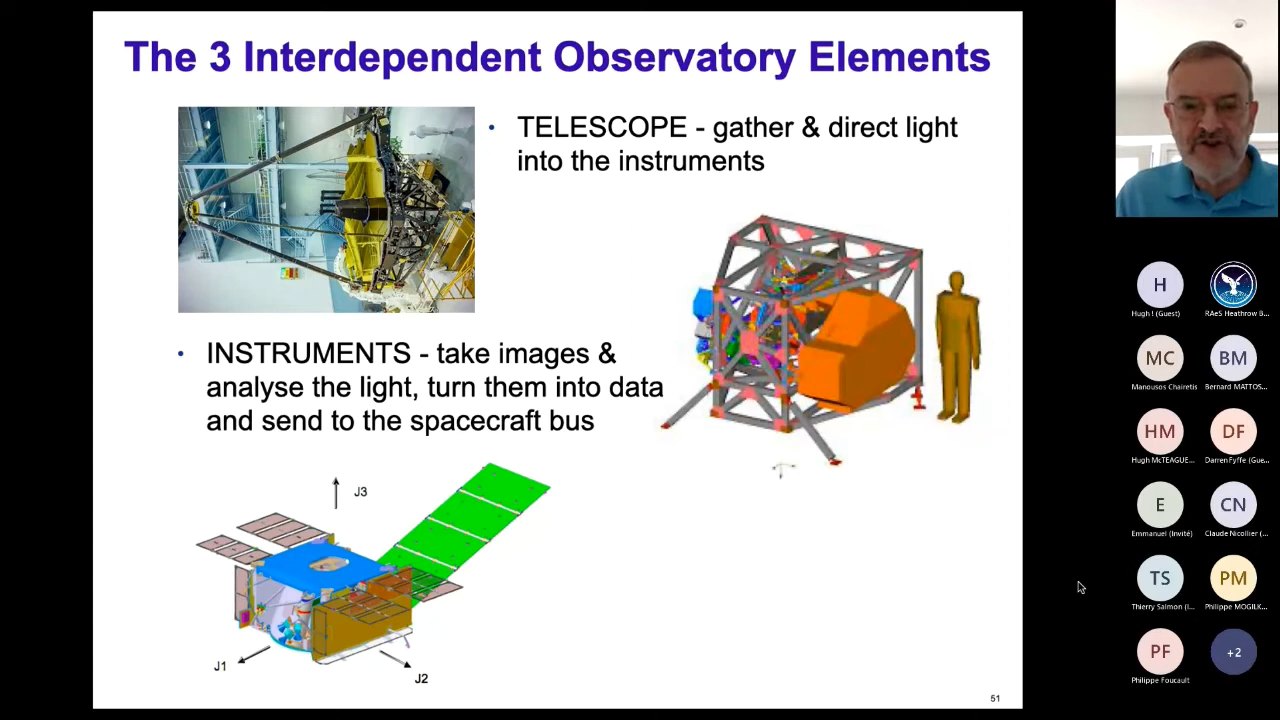 The 3 Interdependent Observatory Elements
• TELESCOPE - gather & direct light
into the instruments
• INSTRUMENTS - take images &
analyse the light, turn them into data
and send to the spacecraft bus
J3
J1
J2
51
H
Hugh ! (Guest)
RAeS Heathrow B...
MC
Manousos Chairetis
BM
Bernard MATTOS...
HM
Hugh McTEAGUE...
DF
Darren Fyffe (Gue...
E
Emmanuel (Invité)
CN
Claude Nicollier (...
TS
Thierry Salmon (I...
PM
Philippe MOGILK...
PF
Philippe Foucault
+2